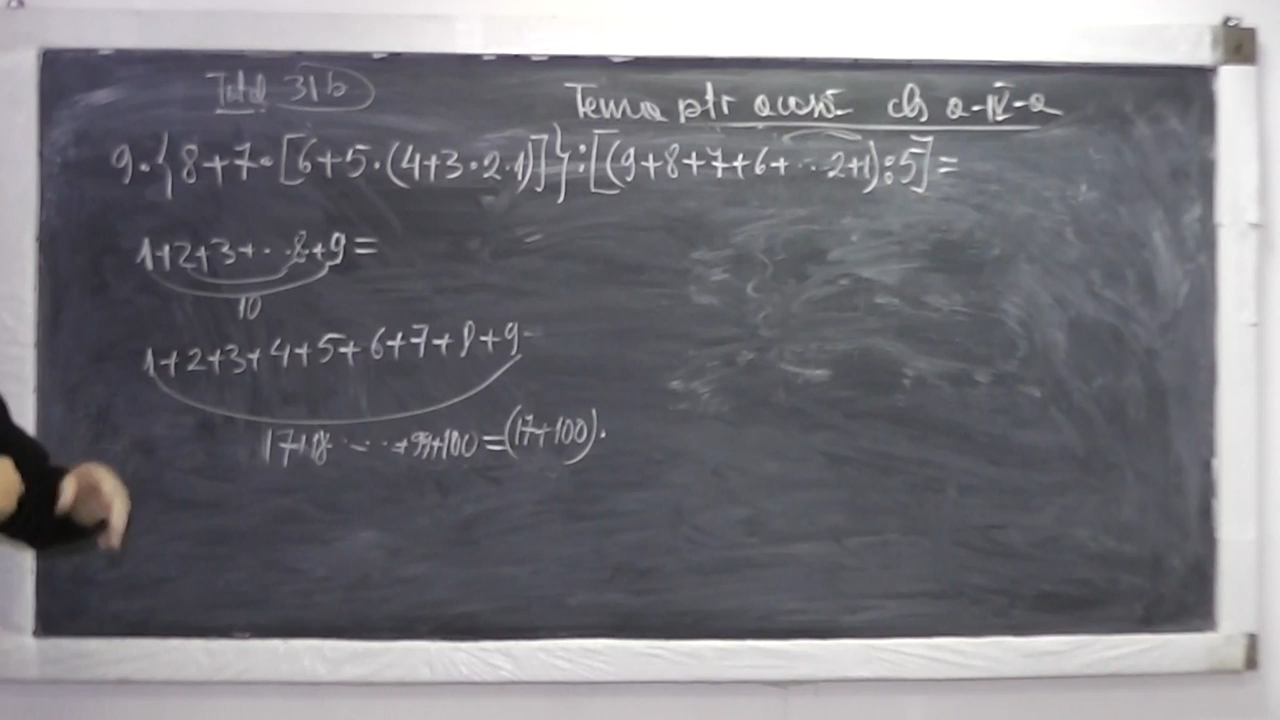 Total 31b
Tema ptr acasă cls a-IV-a
9·{8+7·[6+5·(4+3·2·1)]}:[(9+8+7+6+...2+1):5]=
1+2+3+...8+9=
10
1+2+3+4+5+6+7+8+9
17+18 ...+99+100=(17+100)·